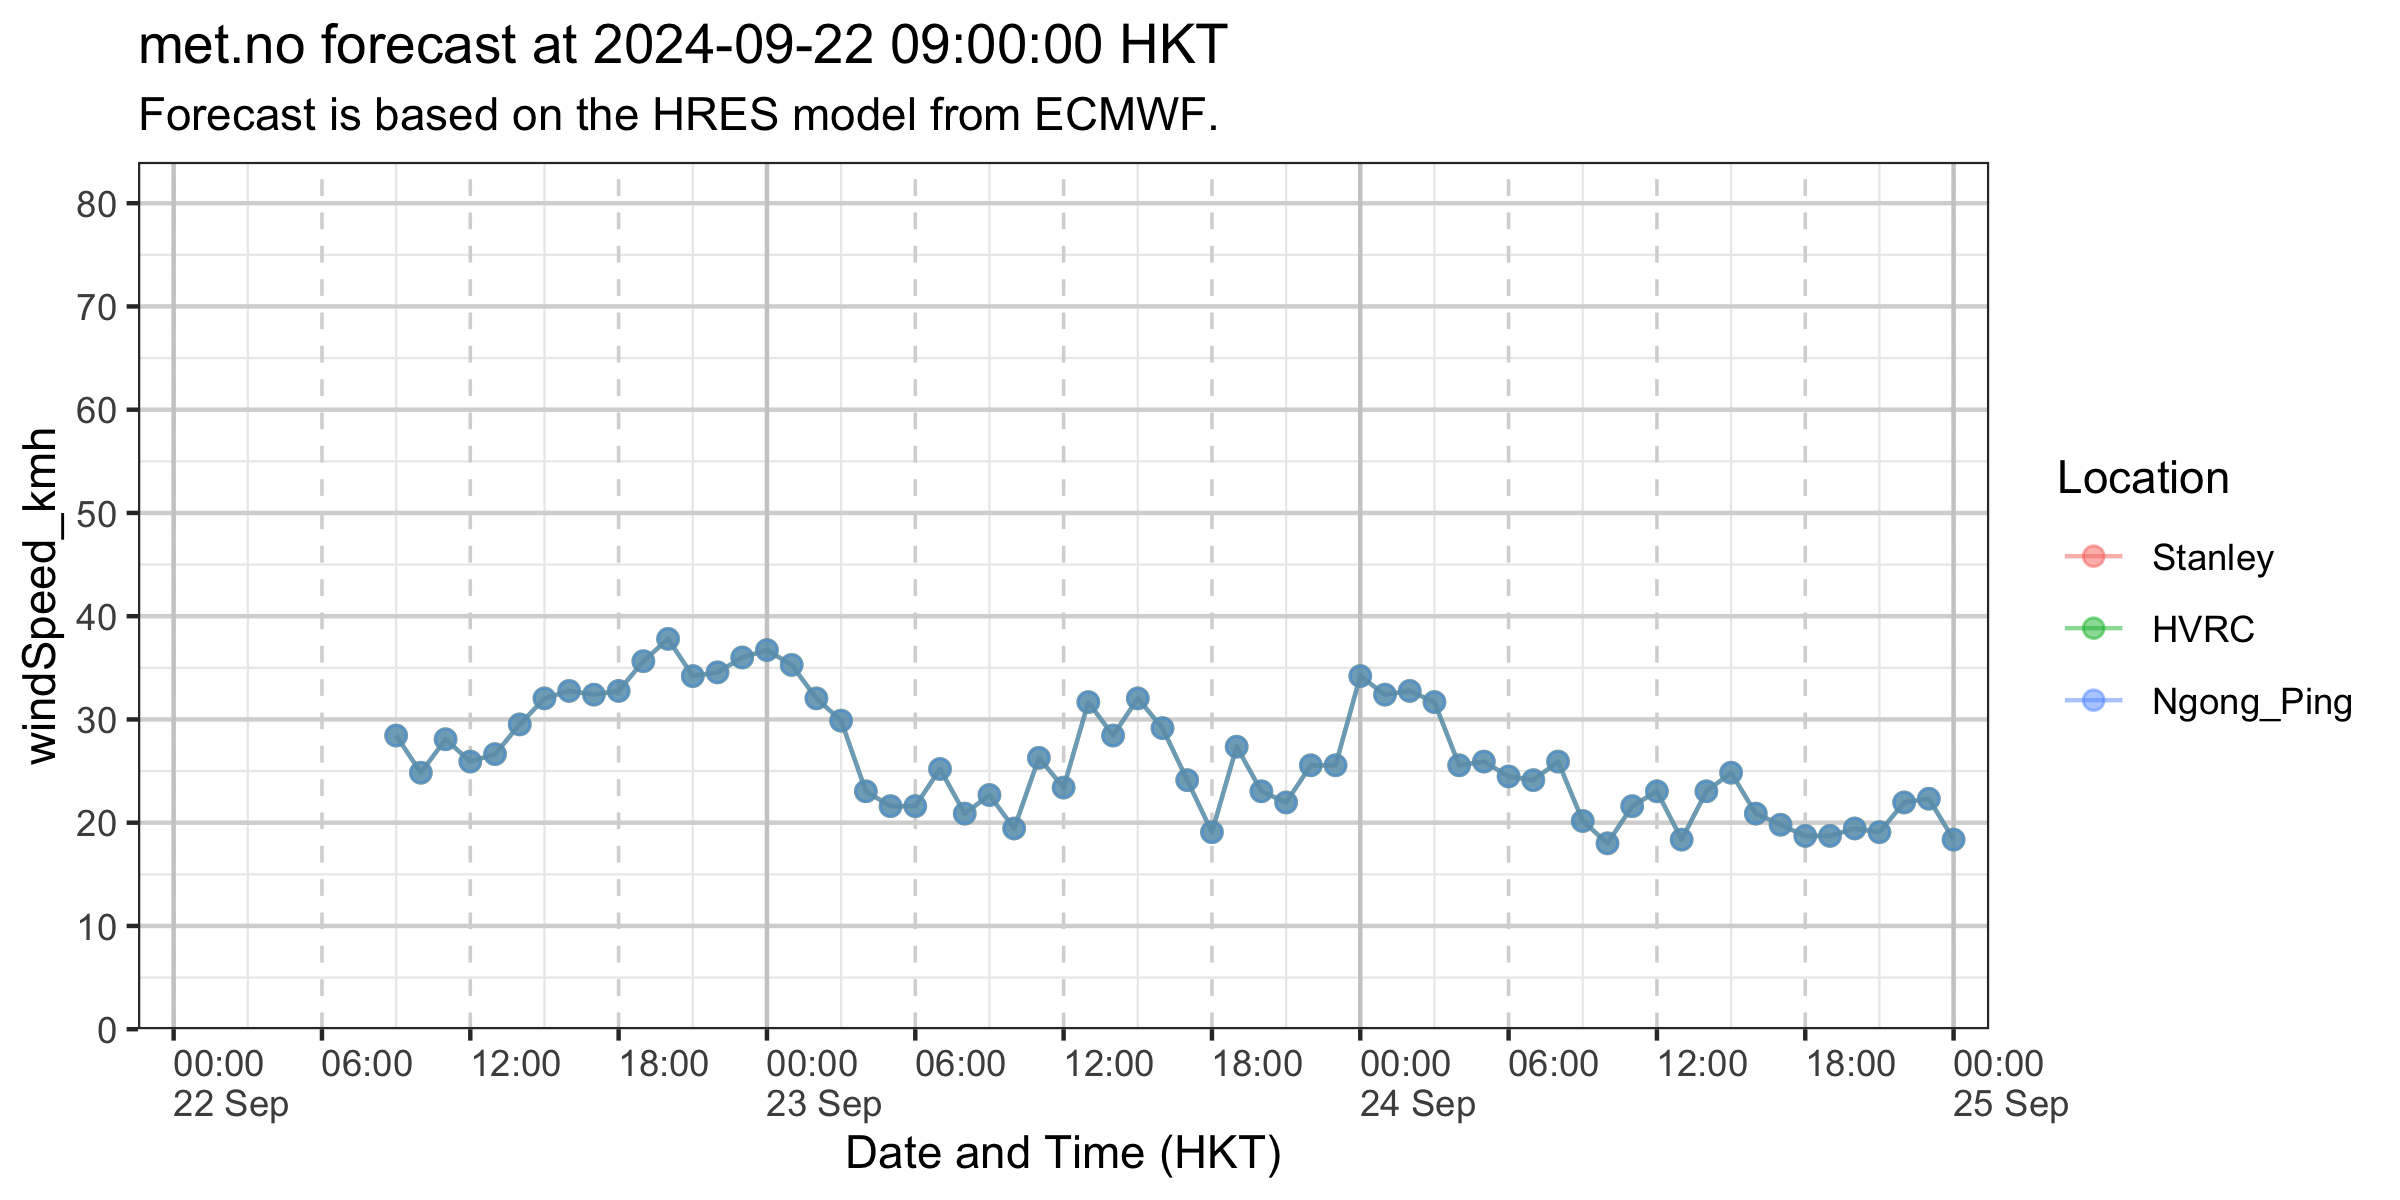 met.no forecast at 2024-09-22 09:00:00 HKT
Forecast is based on the HRES model from ECMWF.
windSpeed_kmh
80
70
60
50
40
30
20
10
0
00:00 06:00 12:00 18:00 00:00 06:00 12:00 18:00 00:00 06:00 12:00 18:00 00:00
22 Sep 23 Sep 24 Sep 25 Sep
Date and Time (HKT)
Location
Stanley
HVRC
Ngong_Ping